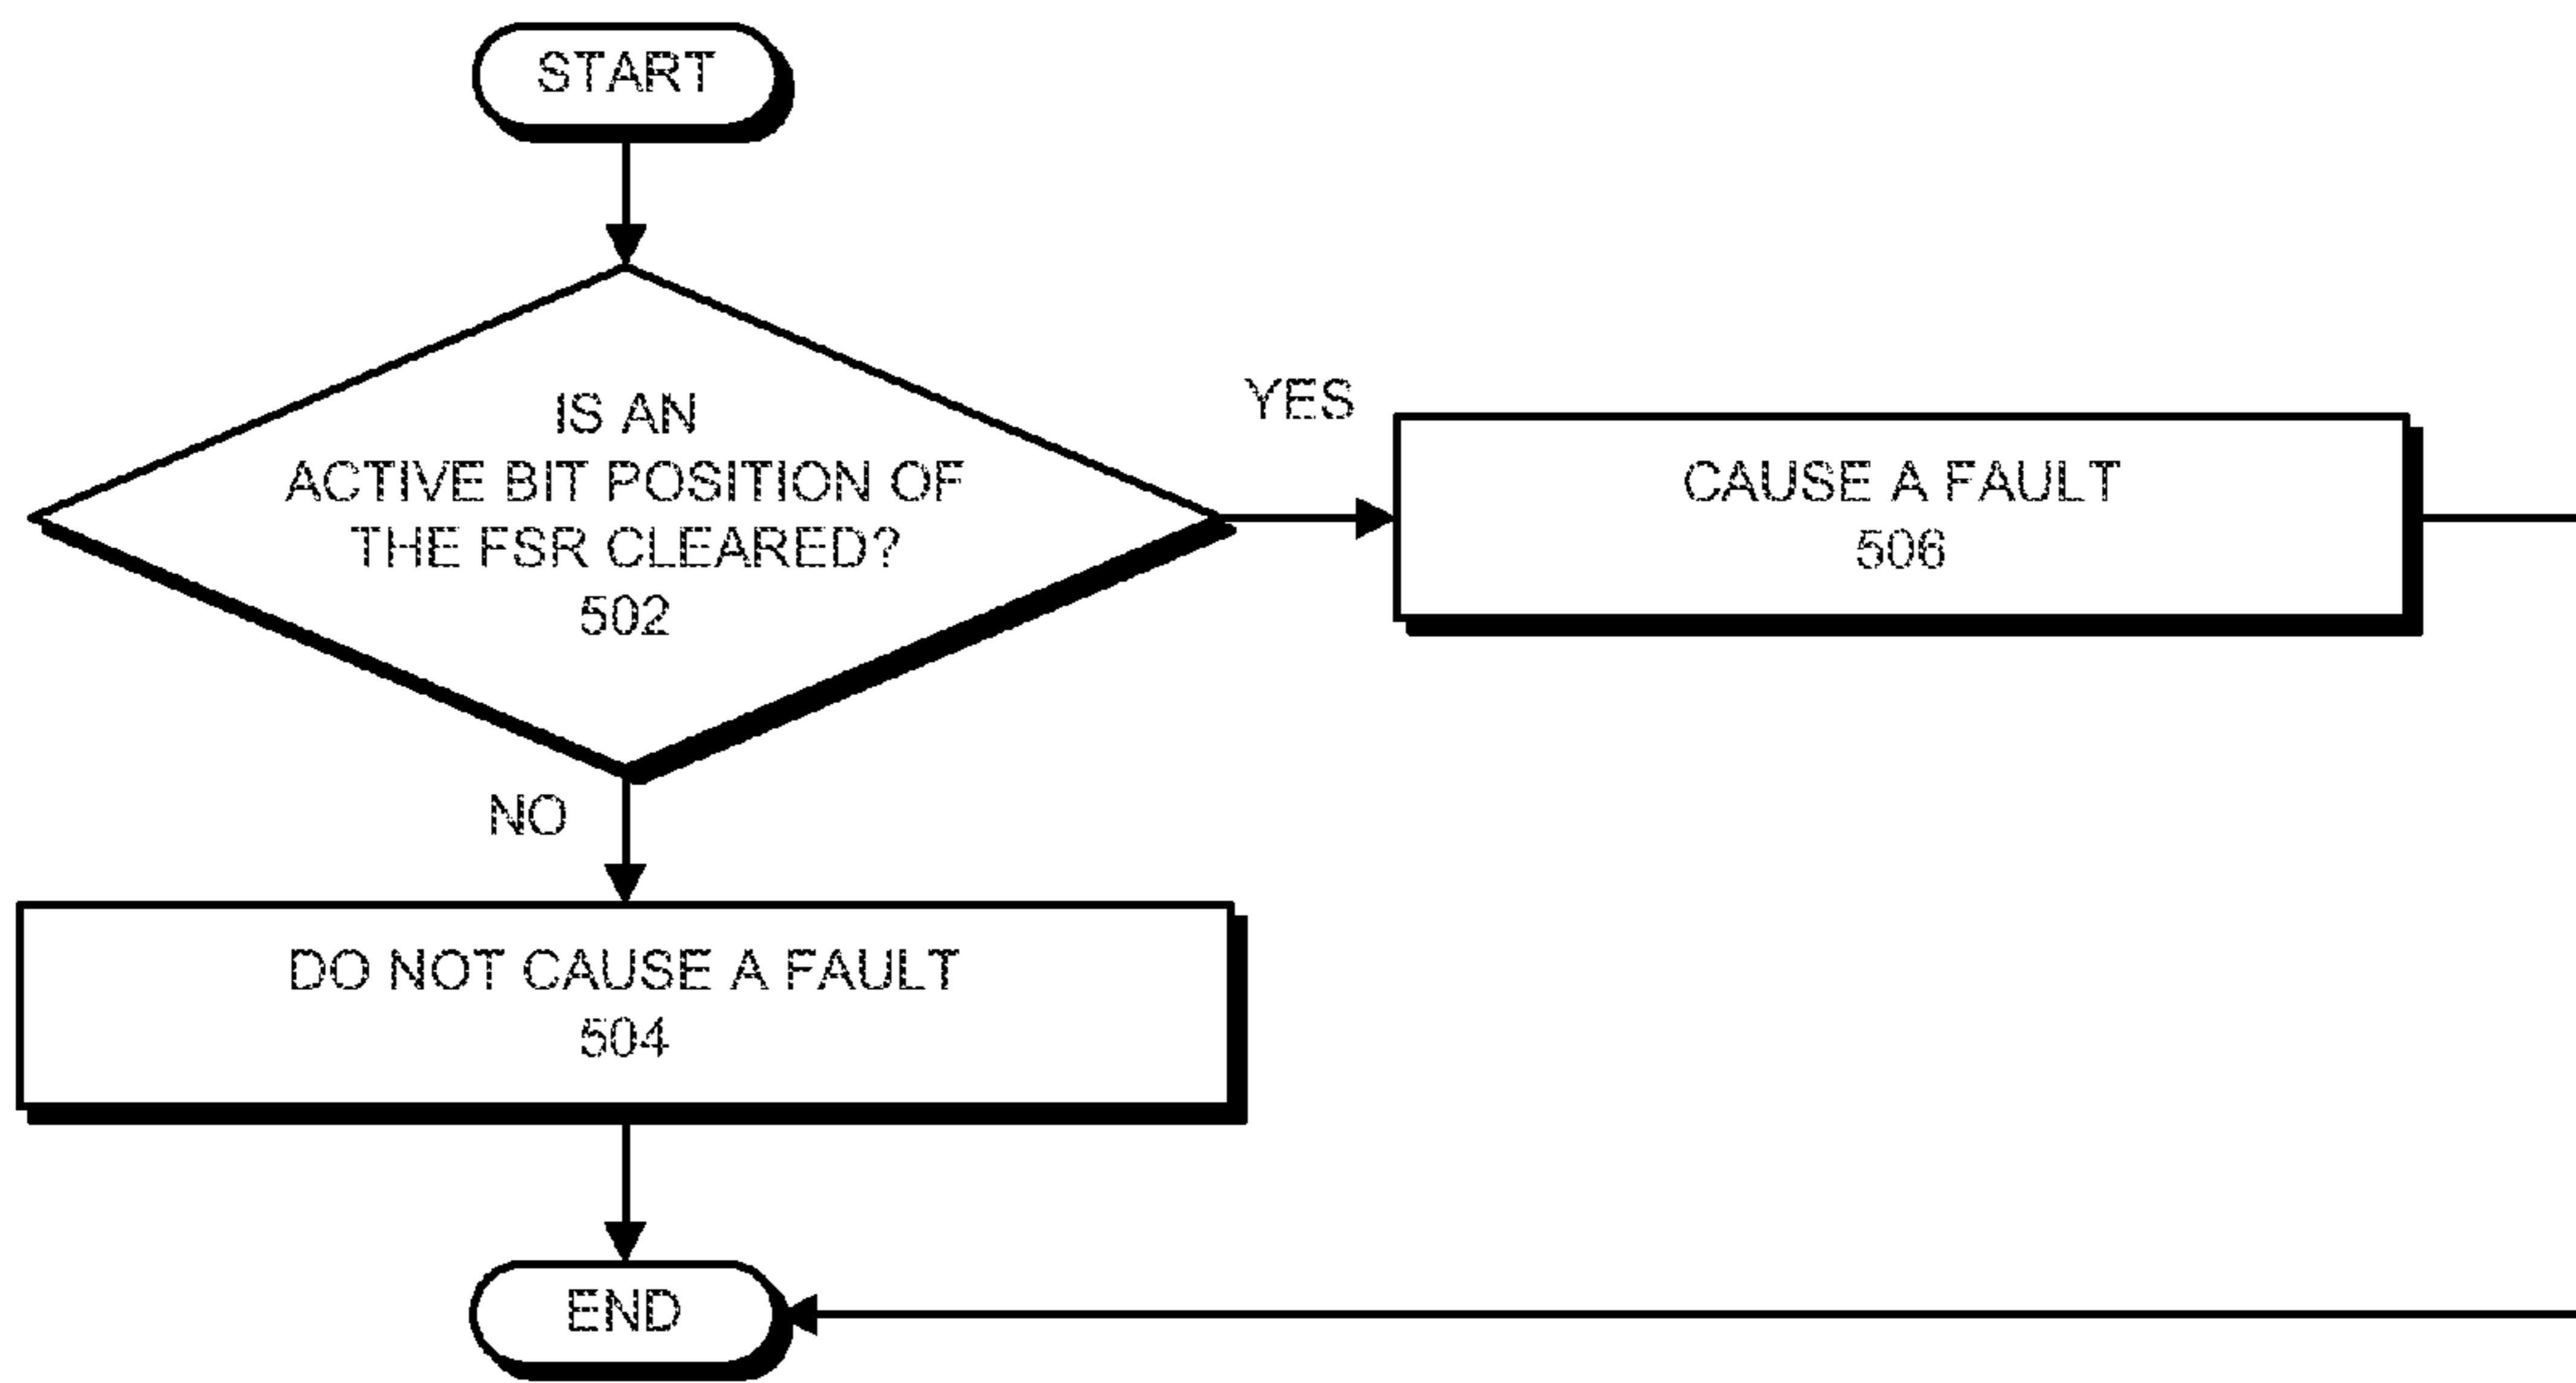 START
IS AN
ACTIVE BIT POSITION OF
THE FSR CLEARED?
502
YES
CAUSE A FAULT
506
NO
DO NOT CAUSE A FAULT
504
END